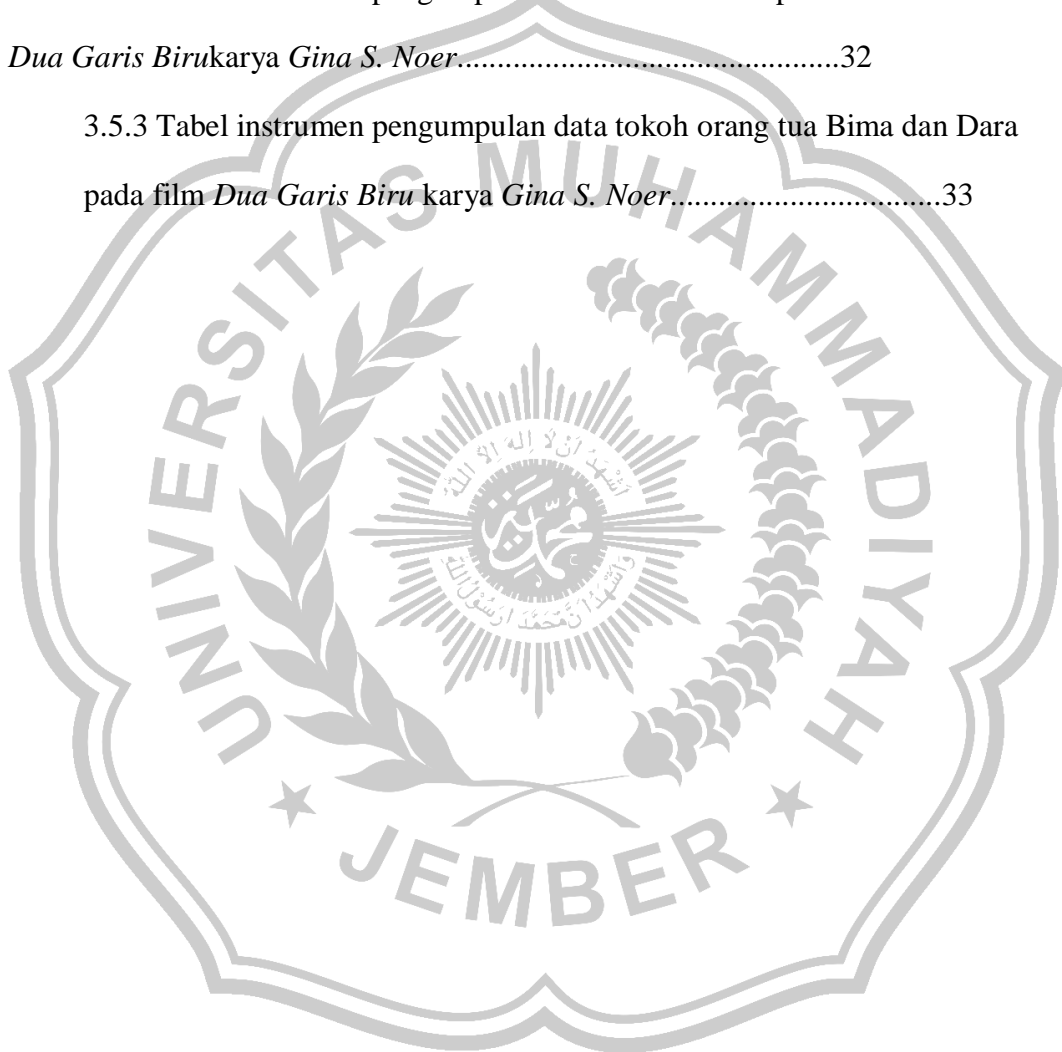 Dua Garis Birukarya Gina S. Noer...............................................32
3.5.3 Tabel instrumen pengumpulan data tokoh orang tua Bima dan Dara
pada film Dua Garis Biru karya Gina S. Noer.................................33
UNIVERSITAS MUHAMMADIYAH
JEMBER